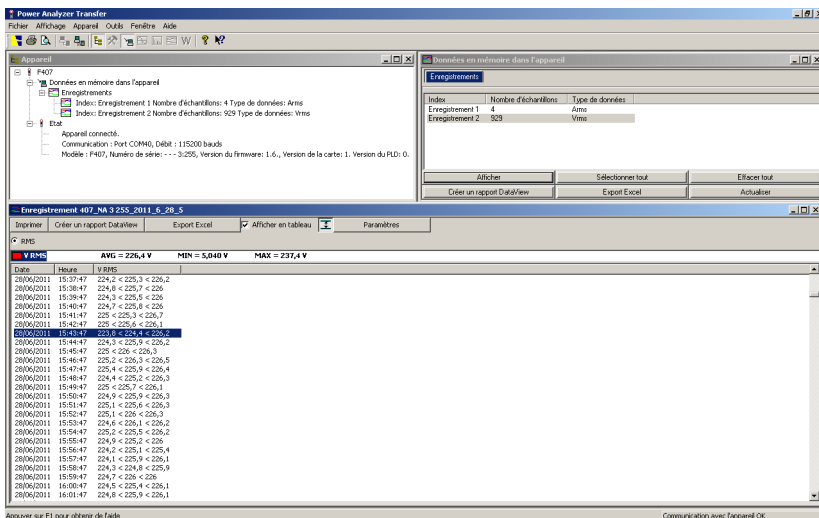 Power Analyzer Transfer
Fichier Affichage Appareil Outils Fenêtre Aide
W
Appareil
F407
Données en mémoire dans l'appareil
Enregistrements
Index: Enregistrement 1 Nombre d'échantillons: 4 Type de données: Arms
Index: Enregistrement 2 Nombre d'échantillons: 929 Type de données: Vrms
Etat
Appareil connecté.
Communication : Port COM40, Débit : 115200 bauds
Modèle : F407, Numéro de série: - - - 3:255, Version du firmware: 1.6., Version de la carte: 1. Version du PLD: 0.
Données en mémoire dans l'appareil
Enregistrements
Index Nombre d'échantillons Type de données
Enregistrement 1 4 Arms
Enregistrement 2 929 Vrms
Afficher Sélectionner tout Effacer tout
Créer un rapport DataView Export Excel Actualiser
Enregistrement 407_NA 3 255_2011_6_28_5
Imprimer Créer un rapport DataView Export Excel Afficher en tableau Paramètres
RMS
V RMS AVG = 226,4 V MIN = 5,040 V MAX = 237,4 V
Date Heure V RMS
28/06/2011 15:37:47 224,2 < 225,3 < 226,2
28/06/2011 15:38:47 224,8 < 225,7 < 226
28/06/2011 15:39:47 224,3 < 225,5 < 226
28/06/2011 15:40:47 224,7 < 225,8 < 226
28/06/2011 15:41:47 225 < 225,3 < 226,7
28/06/2011 15:42:47 225 < 225,6 < 226,1
28/06/2011 15:43:47 223,8 < 224,4 < 226,2
28/06/2011 15:44:47 224,3 < 225,9 < 226,2
28/06/2011 15:45:47 225 < 226 < 226,3
28/06/2011 15:46:47 225,2 < 226,3 < 226,5
28/06/2011 15:47:47 225,4 < 225,9 < 226,4
28/06/2011 15:48:47 224,4 < 225,2 < 226,3
28/06/2011 15:49:47 225 < 225,7 < 226,1
28/06/2011 15:50:47 224,9 < 225,9 < 226,3
28/06/2011 15:51:47 225,1 < 225,6 < 226,3
28/06/2011 15:52:47 225,1 < 226 < 226,3
28/06/2011 15:53:47 224,6 < 226,1 < 226,2
28/06/2011 15:54:47 225,2 < 225,5 < 226,2
28/06/2011 15:55:47 224,9 < 225,2 < 226
28/06/2011 15:56:47 224,2 < 225,1 < 225,4
28/06/2011 15:57:47 224,1 < 225,9 < 226,1
28/06/2011 15:58:47 224,3 < 224,8 < 225,9
28/06/2011 15:59:47 224,7 < 226 < 226
28/06/2011 16:00:47 224,5 < 225,4 < 226,1
28/06/2011 16:01:47 224,8 < 225,9 < 226,1
Appuyer sur F1 pour obtenir de l'aide Communication avec l'appareil OK